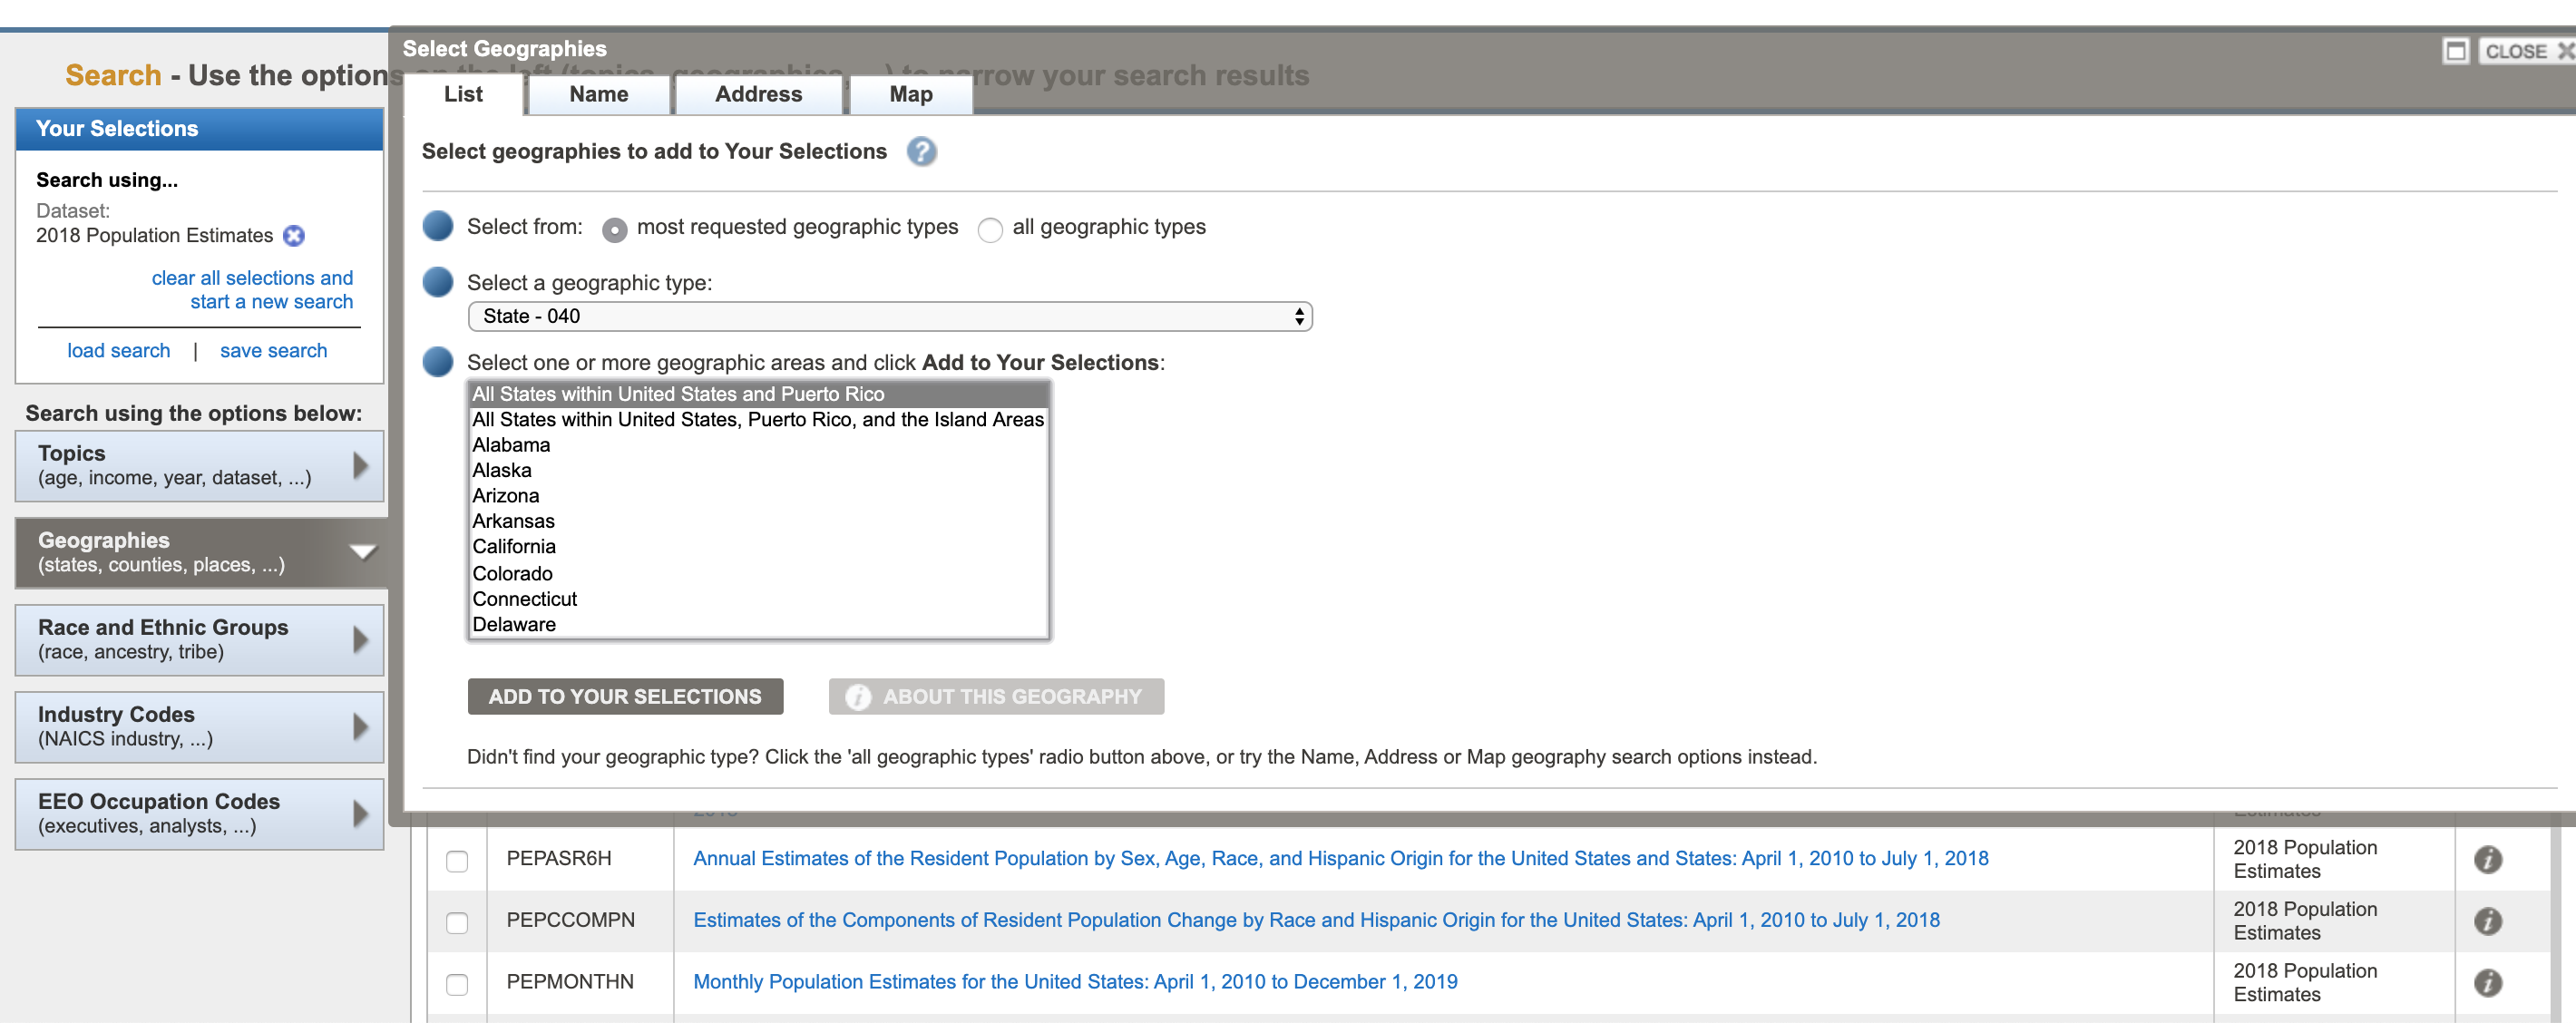 Select Geographies
CLOSE
Search - Use the options on the left (topics, geographies, ...) to narrow your search results
List
Name
Address
Map
Your Selections
Search using...
Dataset:
2018 Population Estimates
clear all selections and
start a new search
load search | save search
Search using the options below:
Topics
(age, income, year, dataset, ...)
Geographies
(states, counties, places, ...)
Race and Ethnic Groups
(race, ancestry, tribe)
Industry Codes
(NAICS industry, ...)
EEO Occupation Codes
(executives, analysts, ...)
Select geographies to add to Your Selections ?
Select from: most requested geographic types all geographic types
Select a geographic type:
State - 040
Select one or more geographic areas and click Add to Your Selections:
All States within United States and Puerto Rico
All States within United States, Puerto Rico, and the Island Areas
Alabama
Alaska
Arizona
Arkansas
California
Colorado
Connecticut
Delaware
ADD TO YOUR SELECTIONS
i ABOUT THIS GEOGRAPHY
Didn't find your geographic type? Click the 'all geographic types' radio button above, or try the Name, Address or Map geography search options instead.
2018
Estimates
PEPASR6H
Annual Estimates of the Resident Population by Sex, Age, Race, and Hispanic Origin for the United States and States: April 1, 2010 to July 1, 2018
2018 Population
Estimates
i
PEPCCOMPN
Estimates of the Components of Resident Population Change by Race and Hispanic Origin for the United States: April 1, 2010 to July 1, 2018
2018 Population
Estimates
i
PEPMONTHN
Monthly Population Estimates for the United States: April 1, 2010 to December 1, 2019
2018 Population
Estimates
i